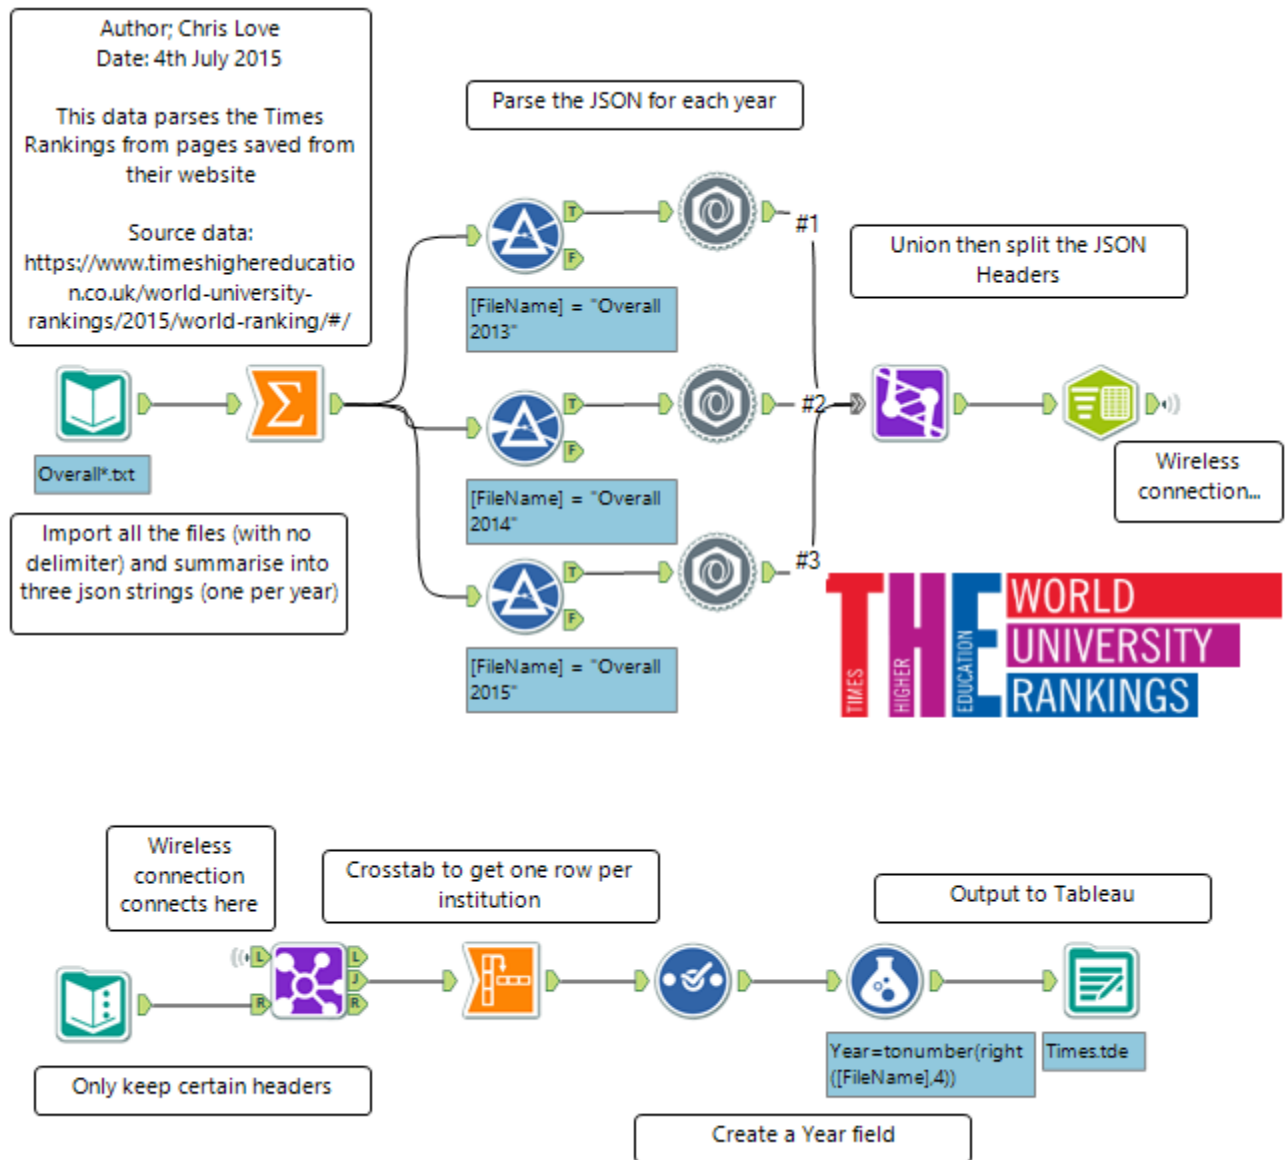 Author; Chris Love
Date: 4th July 2015
This data parses the Times
Rankings from pages saved from
their website
Source data:
https://www.timeshighereducatio
n.co.uk/world-university-
rankings/2015/world-ranking/#/
Parse the JSON for each year
T
F
#1
[FileName] = "Overall
2013"
Union then split the JSON
Headers
Overall*.txt
T
F
#2
[FileName] = "Overall
2014"
Wireless
connection...
Import all the files (with no
delimiter) and summarise into
three json strings (one per year)
T
F
#3
[FileName] = "Overall
2015"
THE
TIMES
HIGHER
EDUCATION
WORLD
UNIVERSITY
RANKINGS
Wireless
connection
connects here
L
R
L
J
R
Only keep certain headers
Crosstab to get one row per
institution
Output to Tableau
Year=tonumber(right
([FileName],4))
Times.tde
Create a Year field